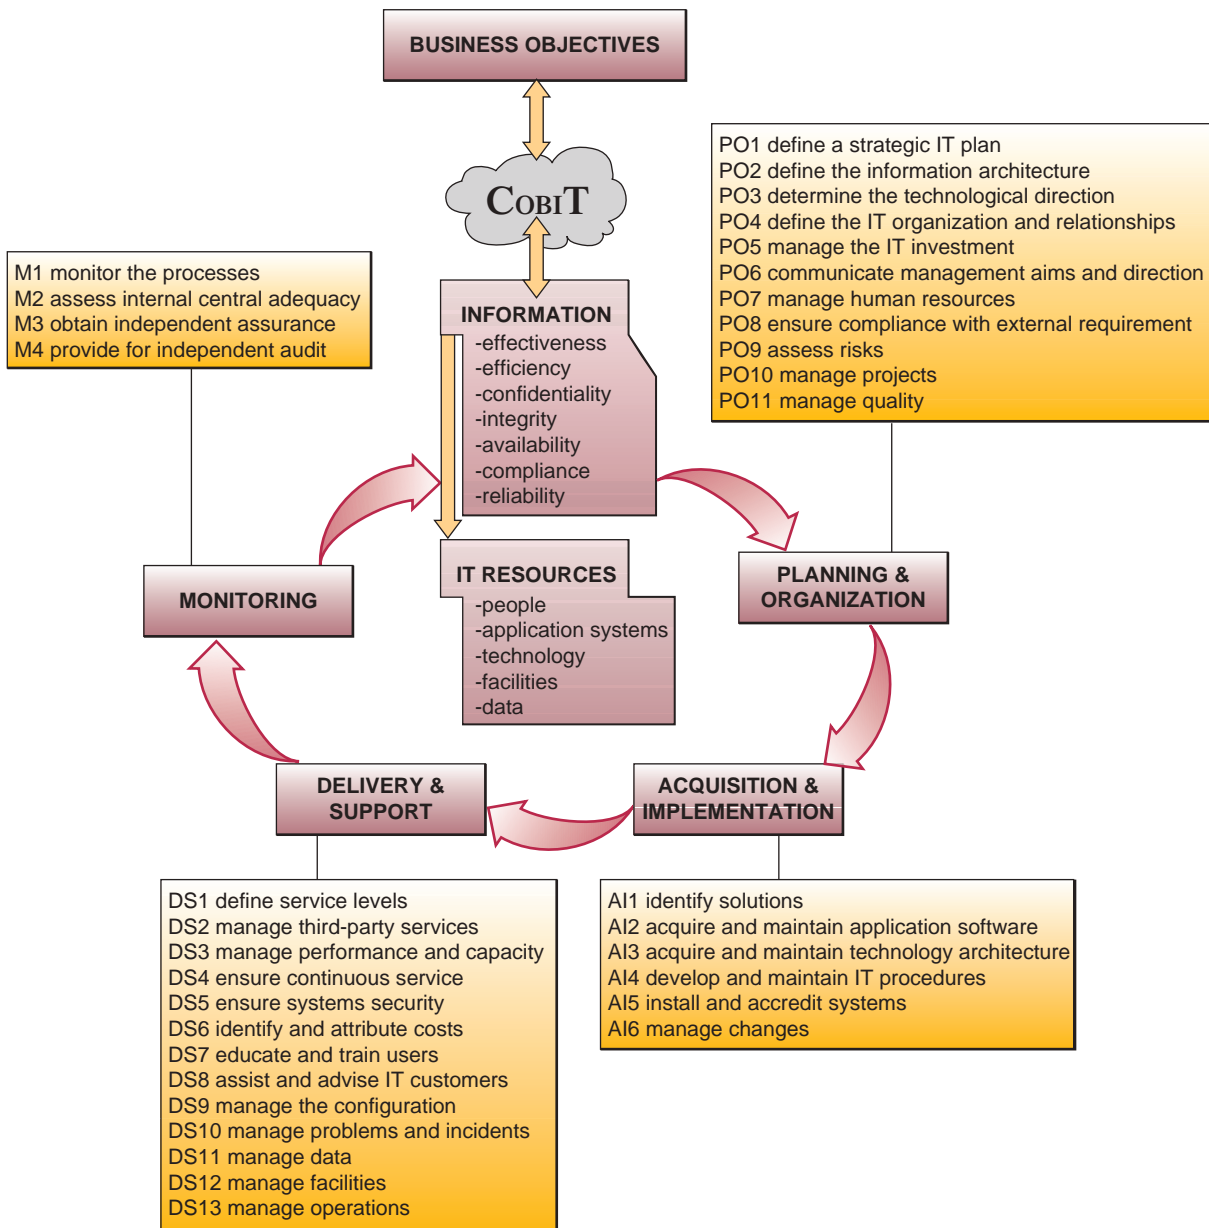 BUSINESS OBJECTIVES
COBIT
INFORMATION
-effectiveness
-efficiency
-confidentiality
-integrity
-availability
-compliance
-reliability
IT RESOURCES
-people
-application systems
-technology
-facilities
-data
PO1 define a strategic IT plan
PO2 define the information architecture
PO3 determine the technological direction
PO4 define the IT organization and relationships
PO5 manage the IT investment
PO6 communicate management aims and direction
PO7 manage human resources
PO8 ensure compliance with external requirement
PO9 assess risks
PO10 manage projects
PO11 manage quality
PLANNING &
ORGANIZATION
ACQUISITION &
IMPLEMENTATION
AI1 identify solutions
AI2 acquire and maintain application software
AI3 acquire and maintain technology architecture
AI4 develop and maintain IT procedures
AI5 install and accredit systems
AI6 manage changes
DELIVERY &
SUPPORT
DS1 define service levels
DS2 manage third-party services
DS3 manage performance and capacity
DS4 ensure continuous service
DS5 ensure systems security
DS6 identify and attribute costs
DS7 educate and train users
DS8 assist and advise IT customers
DS9 manage the configuration
DS10 manage problems and incidents
DS11 manage data
DS12 manage facilities
DS13 manage operations
MONITORING
M1 monitor the processes
M2 assess internal central adequacy
M3 obtain independent assurance
M4 provide for independent audit